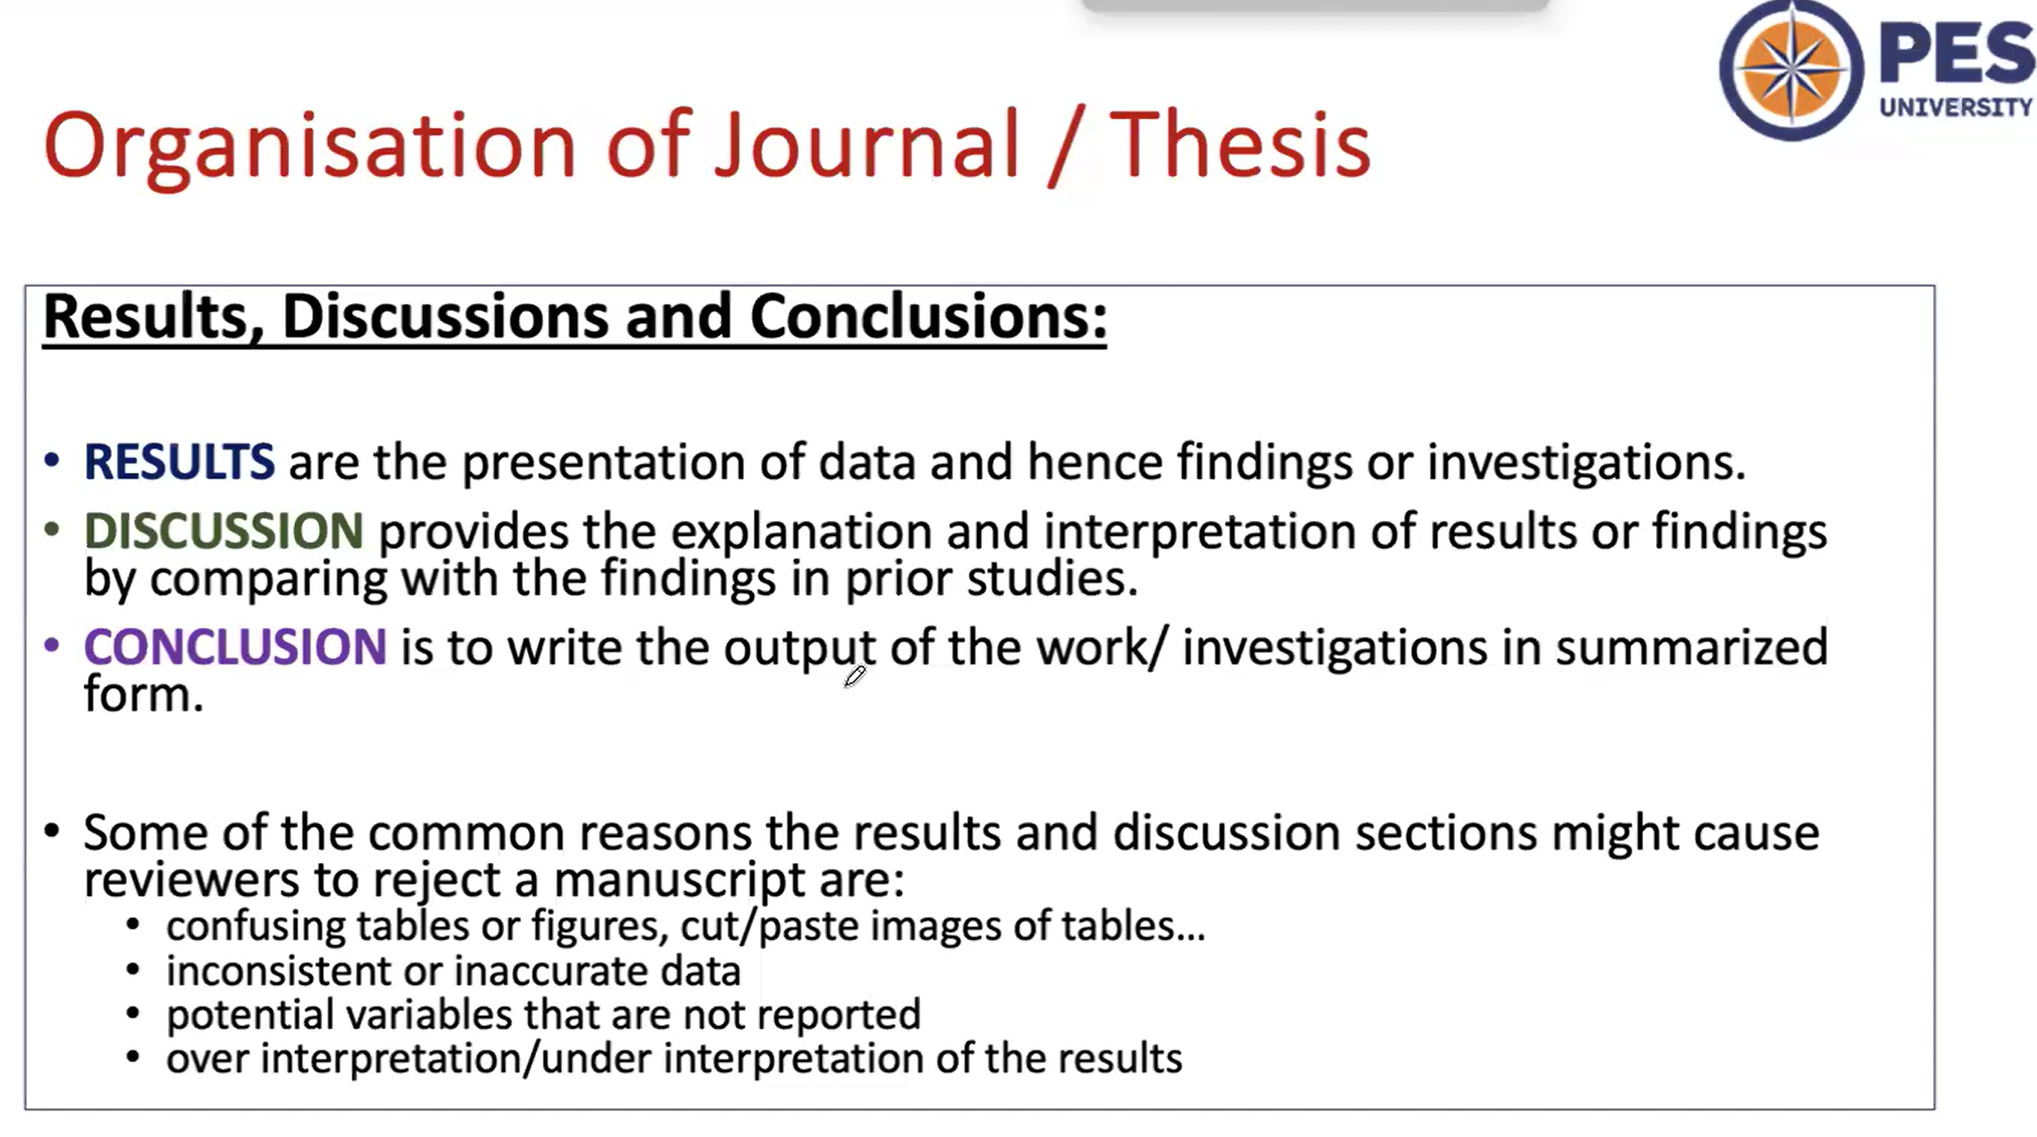 PES
UNIVERSITY
Organisation of Journal / Thesis
Results, Discussions and Conclusions:
• RESULTS are the presentation of data and hence findings or investigations.
• DISCUSSION provides the explanation and interpretation of results or findings
by comparing with the findings in prior studies.
• CONCLUSION is to write the output of the work/ investigations in summarized
form.
• Some of the common reasons the results and discussion sections might cause
reviewers to reject a manuscript are:
• confusing tables or figures, cut/paste images of tables...
• inconsistent or inaccurate data
• potential variables that are not reported
• over interpretation/under interpretation of the results